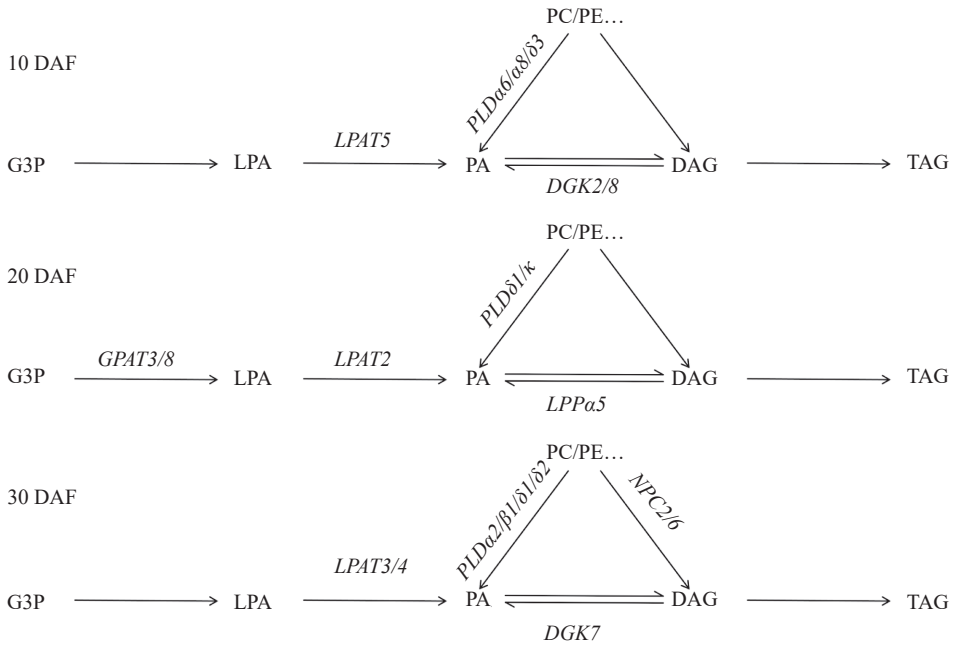 PC/PE…
10 DAF
PLDα6/α8/δ3
LPAT5
G3P LPA PA DAG TAG
DGK2/8
PC/PE…
20 DAF
PLDδ1/κ
GPAT3/8 LPAT2
G3P LPA PA DAG TAG
LPPα5
PC/PE…
30 DAF
PLDα2/β1/δ1/δ2 NPC2/6
LPAT3/4
G3P LPA PA DAG TAG
DGK7